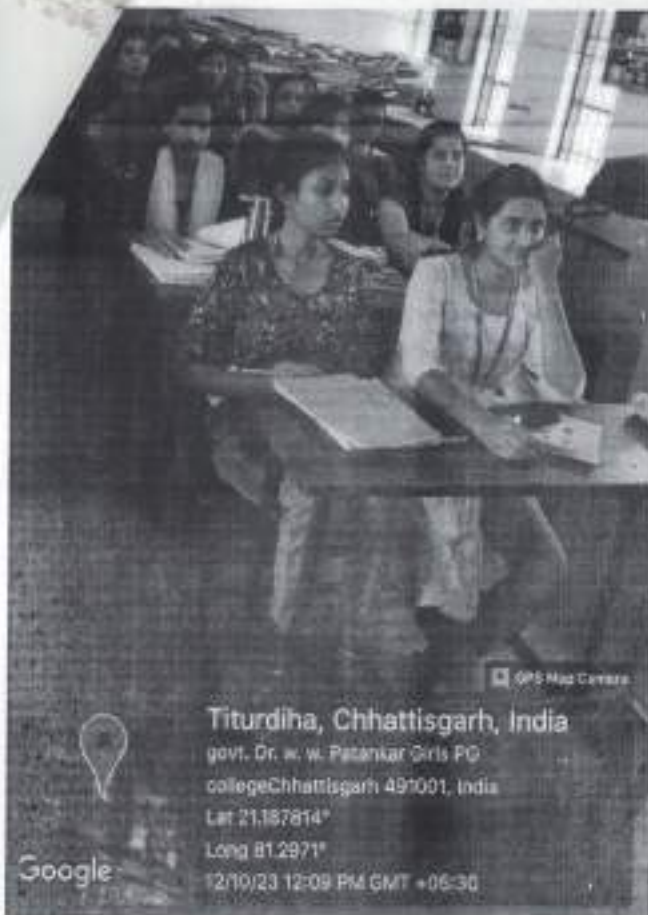 GPS Map Camera
Titurdiha, Chhattisgarh, India
govt. Dr. w. w. Patankar Girls PG
collegeChhattisgarh 491001, India
Lat 21.187814°
Long 81.2971°
12/10/23 12:09 PM GMT +05:30
Google